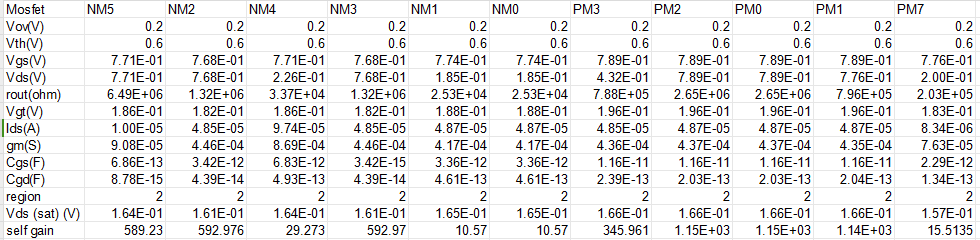 Mosfet NM5 NM2 NM4 NM3 NM1 NM0 PM3 PM2 PM0 PM1 PM7
Vov(V) 0.2 0.2 0.2 0.2 0.2 0.2 0.2 0.2 0.2 0.2 0.2
Vth(V) 0.6 0.6 0.6 0.6 0.6 0.6 0.6 0.6 0.6 0.6 0.6
Vgs(V) 7.71E-01 7.68E-01 7.71E-01 7.68E-01 7.74E-01 7.74E-01 7.89E-01 7.89E-01 7.89E-01 7.89E-01 7.76E-01
Vds(V) 7.71E-01 7.68E-01 2.26E-01 7.68E-01 1.85E-01 1.85E-01 4.32E-01 7.89E-01 7.89E-01 7.76E-01 2.00E-01
rout(ohm) 6.49E+06 1.32E+06 3.37E+04 1.32E+06 2.53E+04 2.53E+04 7.88E+05 2.65E+06 2.65E+06 7.96E+05 2.03E+05
Vgt(V) 1.86E-01 1.82E-01 1.86E-01 1.82E-01 1.88E-01 1.88E-01 1.96E-01 1.96E-01 1.96E-01 1.96E-01 1.83E-01
Ids(A) 1.00E-05 4.85E-05 9.74E-05 4.85E-05 4.87E-05 4.87E-05 4.85E-05 4.87E-05 4.87E-05 4.87E-05 8.34E-06
gm(S) 9.08E-05 4.46E-04 8.69E-04 4.46E-04 4.17E-04 4.17E-04 4.36E-04 4.37E-04 4.37E-04 4.35E-04 7.63E-05
Cgs(F) 6.86E-13 3.42E-12 6.83E-12 3.42E-15 3.36E-12 3.36E-12 1.16E-11 1.16E-11 1.16E-11 1.16E-11 2.29E-12
Cgd(F) 8.78E-15 4.39E-14 4.93E-13 4.39E-14 4.61E-13 4.61E-13 2.39E-13 2.03E-13 2.03E-13 2.04E-13 1.34E-13
region 2 2 2 2 2 2 2 2 2 2 2
Vds (sat) (V) 1.64E-01 1.61E-01 1.64E-01 1.61E-01 1.65E-01 1.65E-01 1.66E-01 1.66E-01 1.66E-01 1.66E-01 1.57E-01
self gain 589.23 592.976 29.273 592.97 10.57 10.57 345.961 1.15E+03 1.15E+03 1.14E+03 15.5135